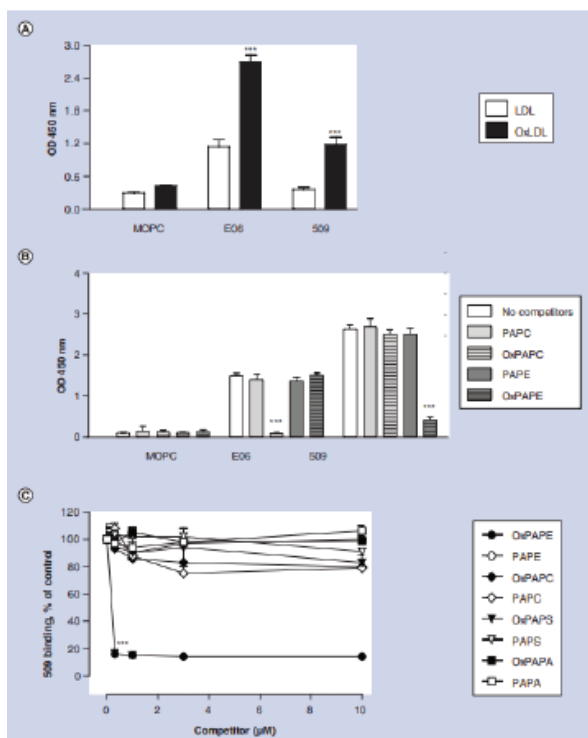 A
3.0
2.4
1.8
1.2
0.6
0.0
OD 450 nm
***
***
MOPC E06 509
LDL
OxLDL
B
4
3
2
1
0
OD 450 nm
***
***
MOPC E06 509
No competitors
PAPC
OxPAPC
PAPE
OxPAPE
C
120
100
80
60
40
20
0
509 binding, % of control
***
0 2 4 6 8 10
Competitor (µM)
OxPAPE
PAPE
OxPAPC
PAPC
OxPAPS
PAPS
OxPAPA
PAPA